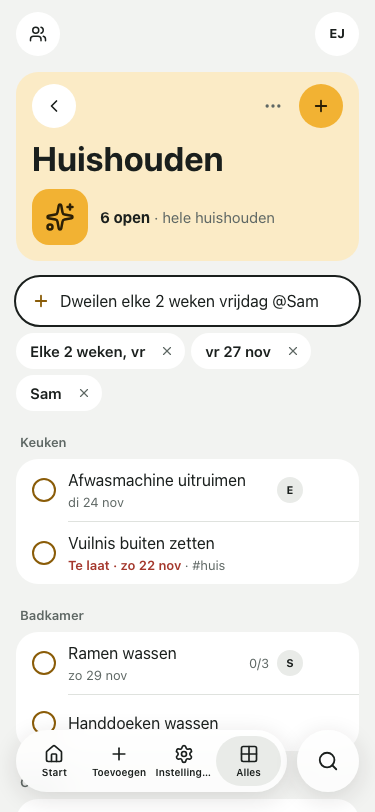 EJ
Huishouden
6 open · hele huishouden
Dweilen elke 2 weken vrijdag @Sam
Elke 2 weken, vr
vr 27 nov
Sam
Keuken
Afwasmachine uitruimen
E
di 24 nov
Vuilnis buiten zetten
Te laat · zo 22 nov · #huis
Badkamer
Ramen wassen
0/3
S
zo 29 nov
Handdoeken wassen
Start
Toevoegen
Instelling...
Alles